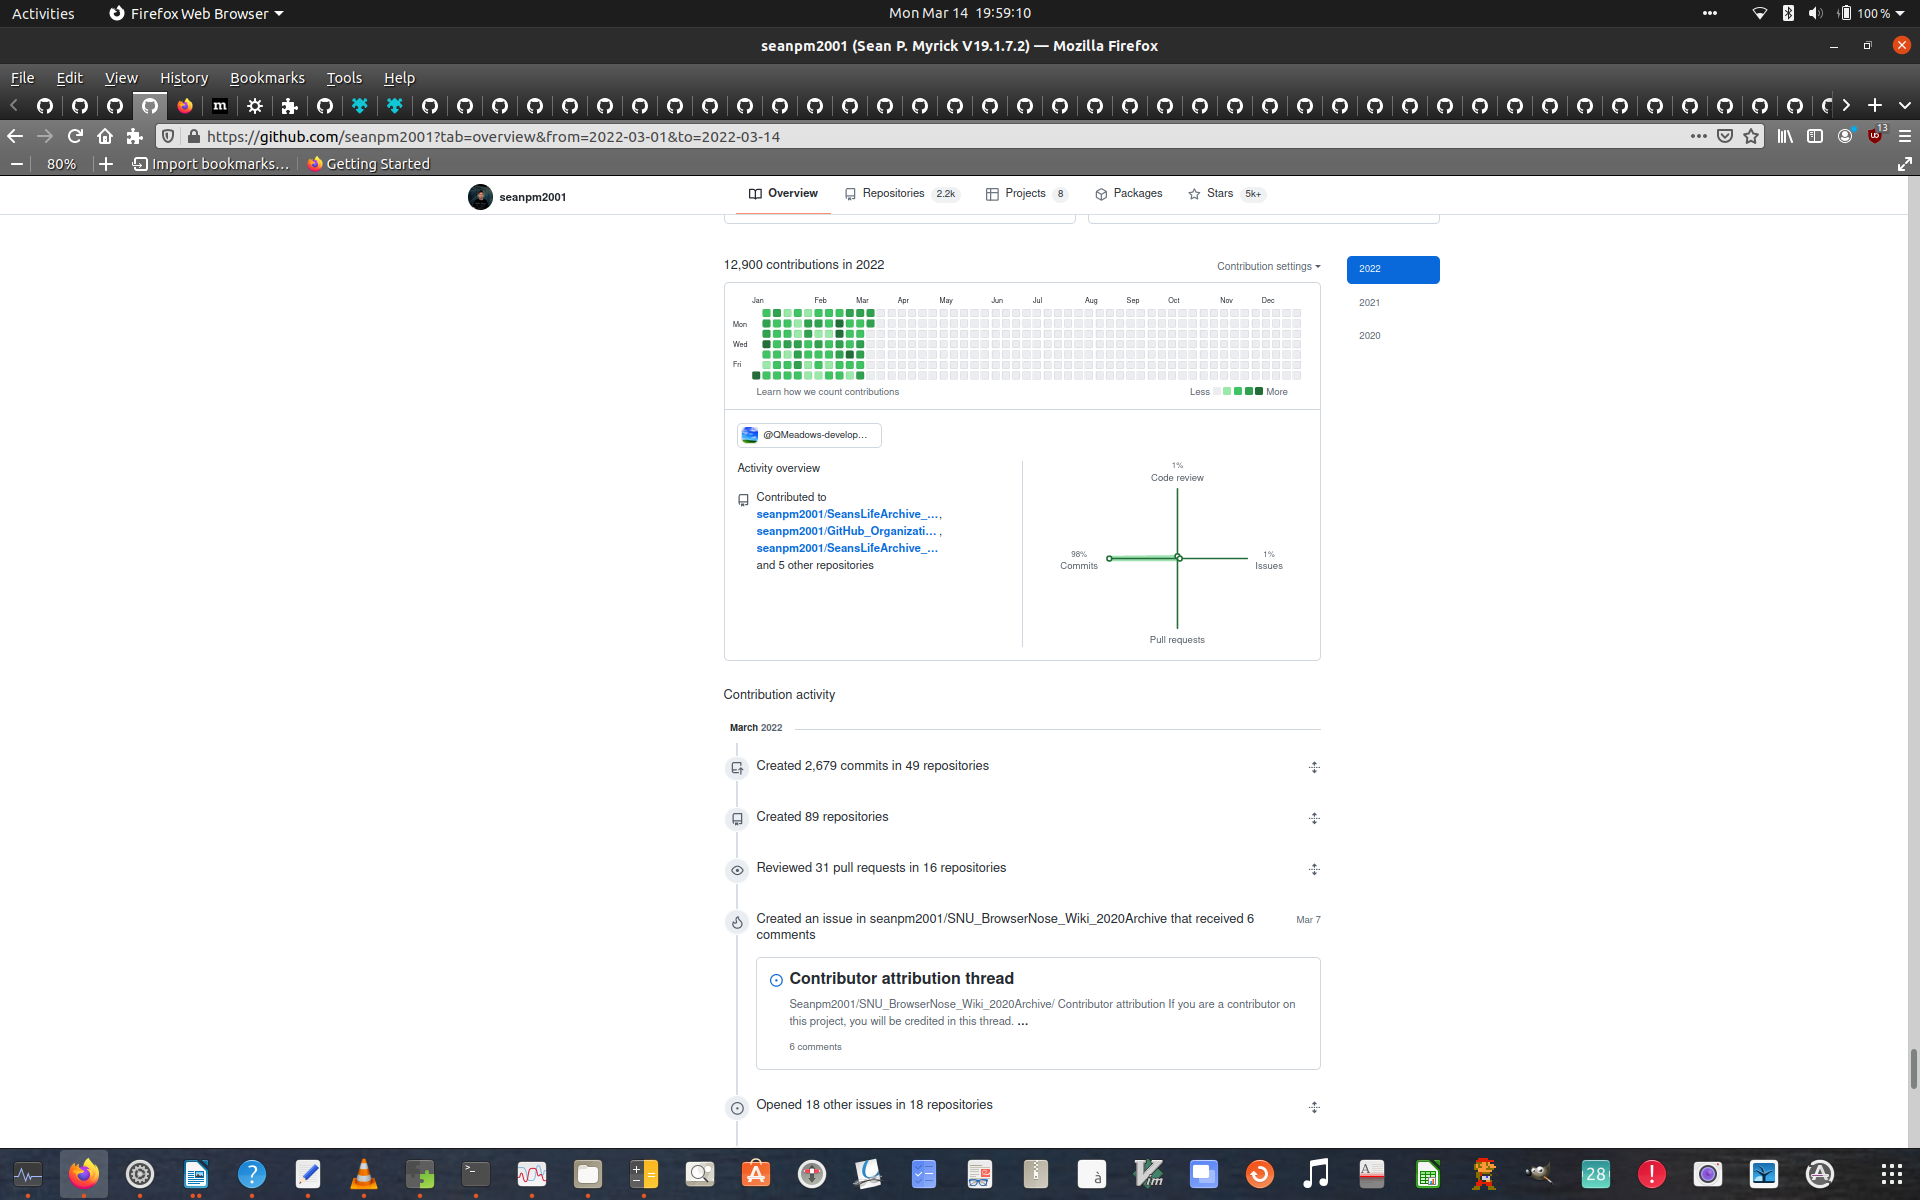 Activities Firefox Web Browser Mon Mar 14 19:59:10 100 %
seanpm2001 (Sean P. Myrick V19.1.7.2) — Mozilla Firefox
File Edit View History Bookmarks Tools Help
https://github.com/seanpm2001?tab=overview&from=2022-03-01&to=2022-03-14 13
80% Import bookmarks... Getting Started
seanpm2001 Overview Repositories 2.2k Projects 8 Packages Stars 5k+
12,900 contributions in 2022 Contribution settings 2022
2021
2020
Jan Feb Mar Apr May Jun Jul Aug Sep Oct Nov Dec
Mon
Wed
Fri
Learn how we count contributions Less More
@QMeadows-develop...
Activity overview
Contributed to
seanpm2001/SeansLifeArchive_... ,
seanpm2001/GitHub_Organizati... ,
seanpm2001/SeansLifeArchive_...
and 5 other repositories
1%
Code review
98%
Commits
1%
Issues
Pull requests
Contribution activity
March 2022
Created 2,679 commits in 49 repositories
Created 89 repositories
Reviewed 31 pull requests in 16 repositories
Created an issue in seanpm2001/SNU_BrowserNose_Wiki_2020Archive that received 6 Mar 7
comments
Contributor attribution thread
Seanpm2001/SNU_BrowserNose_Wiki_2020Archive/ Contributor attribution If you are a contributor on
this project, you will be credited in this thread. ...
6 comments
Opened 18 other issues in 18 repositories
28